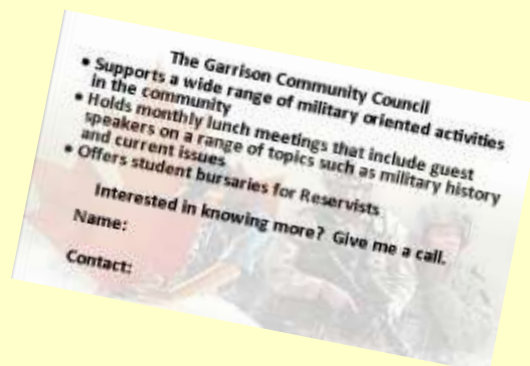 The Garrison Community Council
• Supports a wide range of military oriented activities
in the community
• Holds monthly lunch meetings that include guest
speakers on a range of topics such as military history
and current issues
• Offers student bursaries for Reservists
Interested in knowing more? Give me a call.
Name:
Contact: